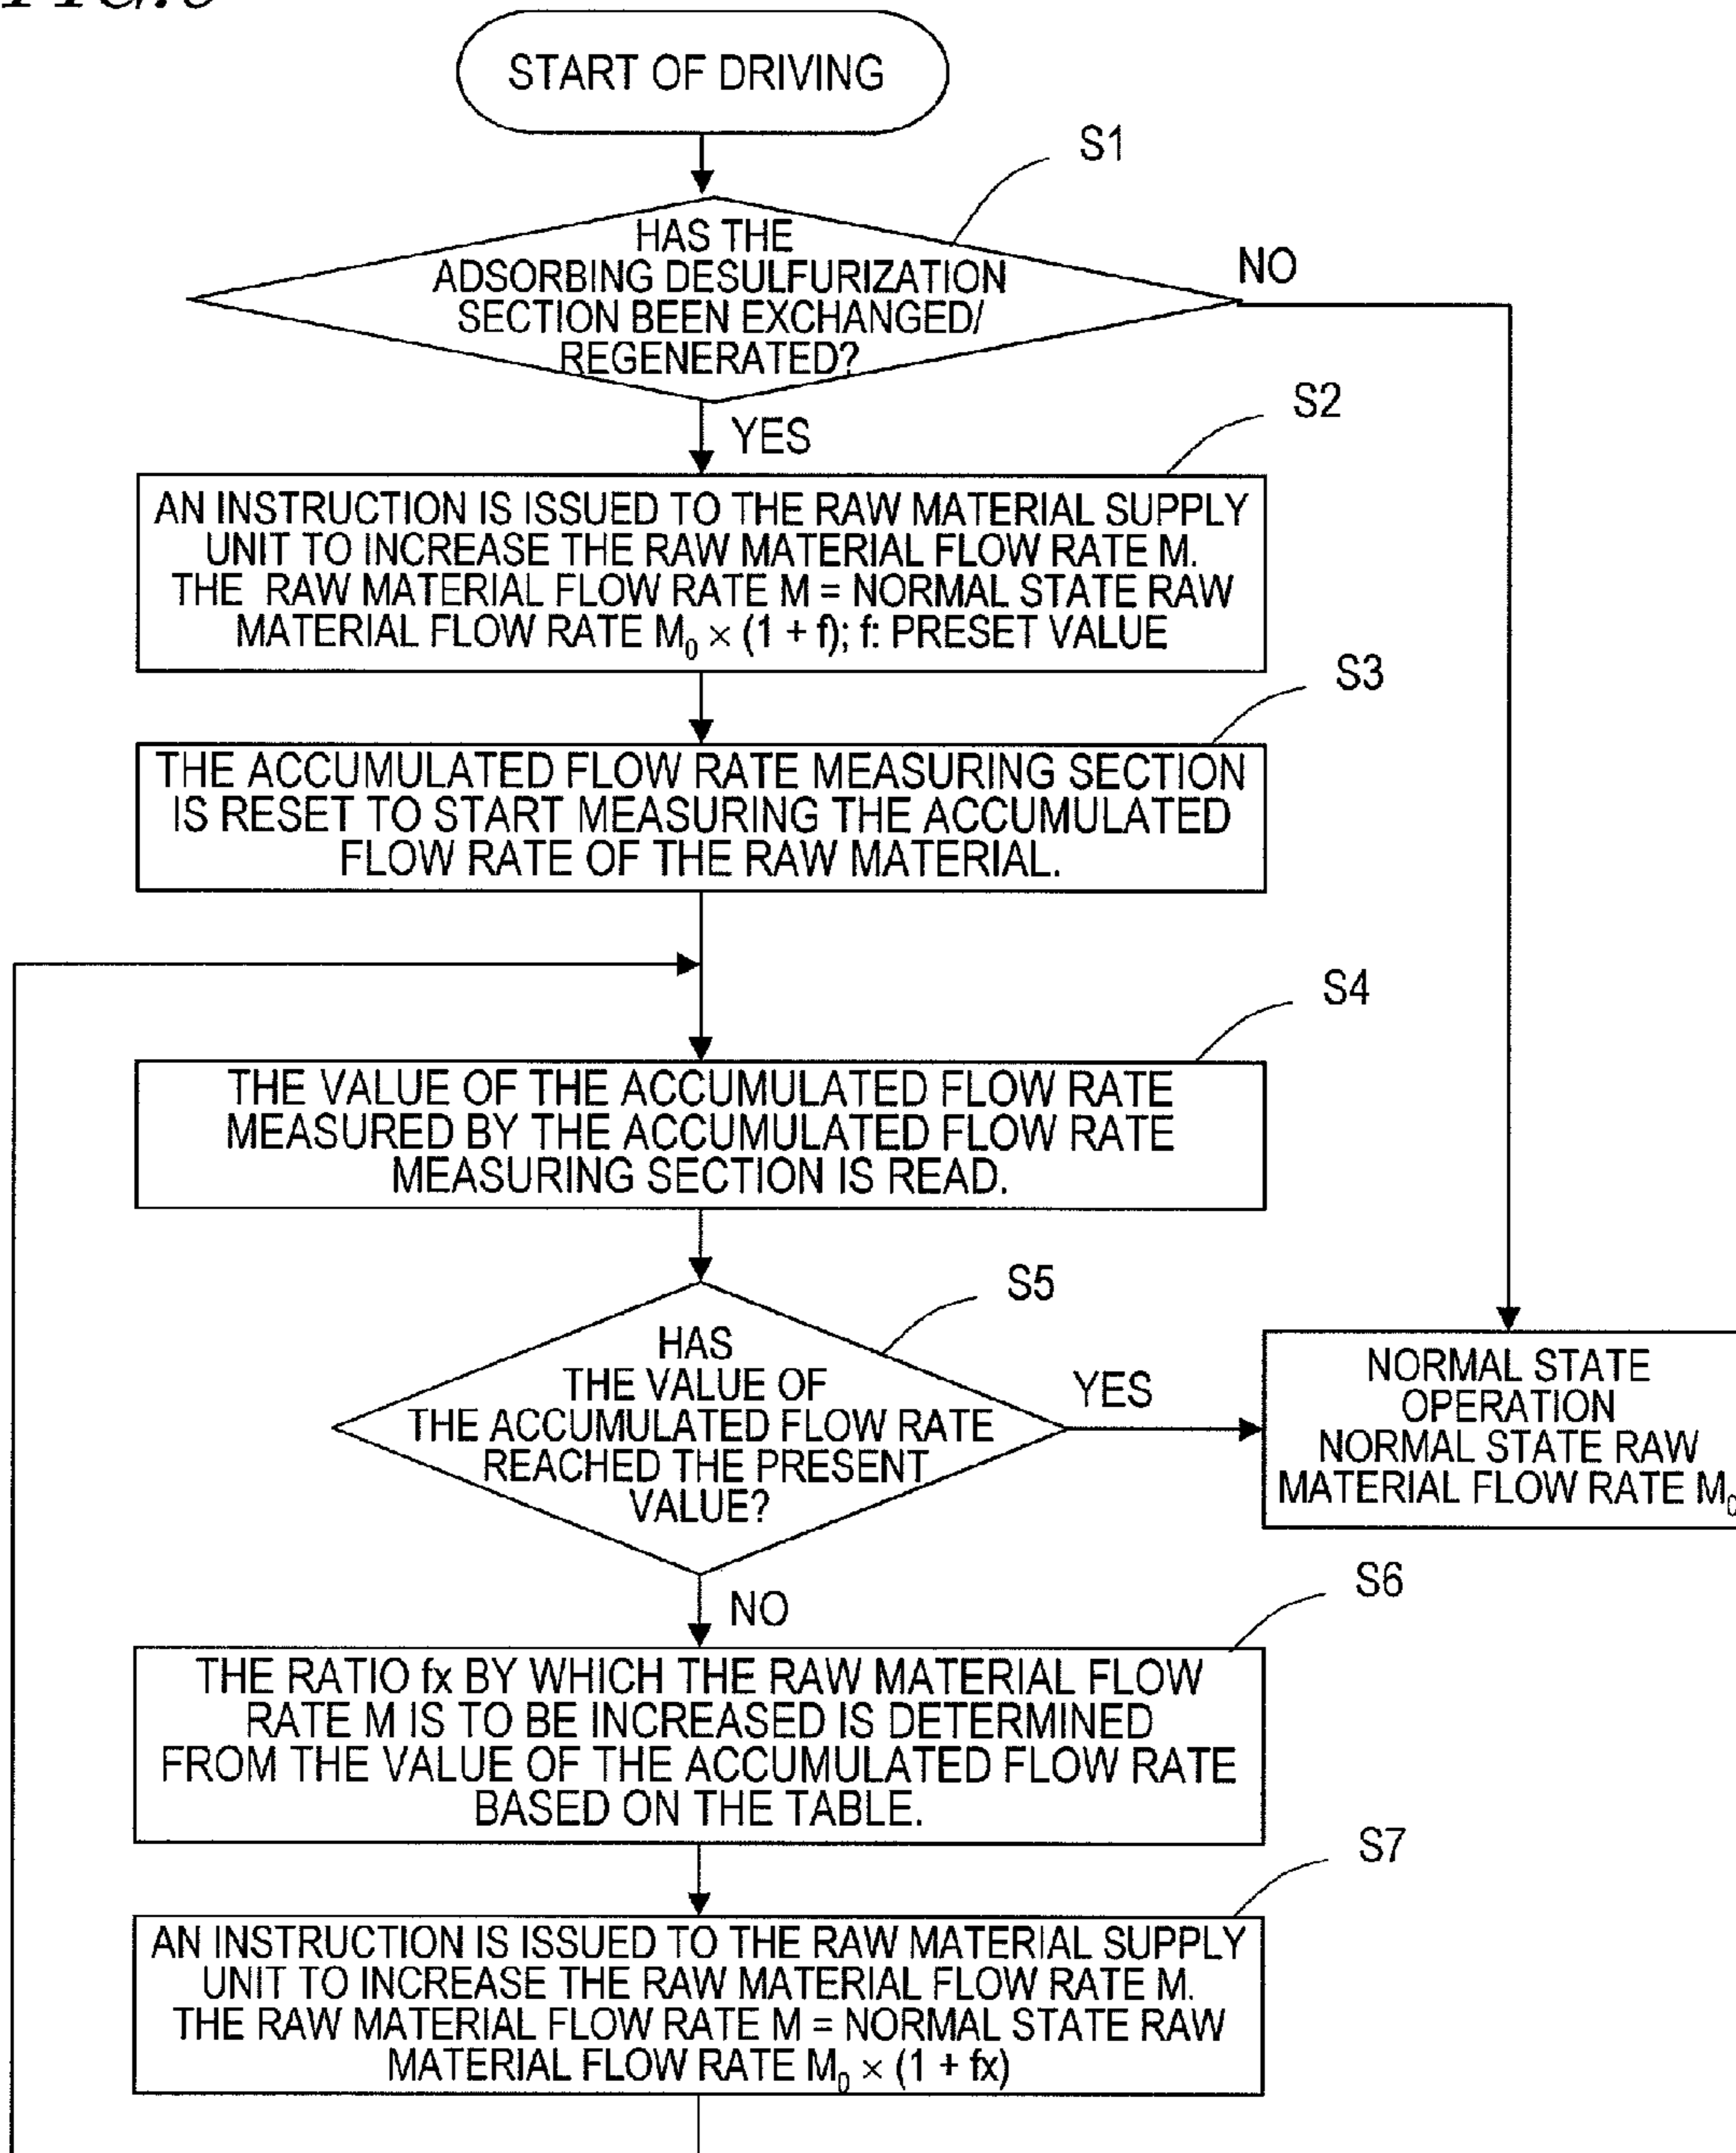 START OF DRIVING
S1
HAS THE
ADSORBING DESULFURIZATION
SECTION BEEN EXCHANGED/
REGENERATED?
NO
YES
S2
AN INSTRUCTION IS ISSUED TO THE RAW MATERIAL SUPPLY
UNIT TO INCREASE THE RAW MATERIAL FLOW RATE M.
THE RAW MATERIAL FLOW RATE M = NORMAL STATE RAW
MATERIAL FLOW RATE M₀ × (1 + f); f: PRESET VALUE
S3
THE ACCUMULATED FLOW RATE MEASURING SECTION
IS RESET TO START MEASURING THE ACCUMULATED
FLOW RATE OF THE RAW MATERIAL.
S4
THE VALUE OF THE ACCUMULATED FLOW RATE
MEASURED BY THE ACCUMULATED FLOW RATE
MEASURING SECTION IS READ.
S5
HAS
THE VALUE OF
THE ACCUMULATED FLOW RATE
REACHED THE PRESENT
VALUE?
YES
NORMAL STATE
OPERATION
NORMAL STATE RAW
MATERIAL FLOW RATE M₀
NO
S6
THE RATIO fx BY WHICH THE RAW MATERIAL FLOW
RATE M IS TO BE INCREASED IS DETERMINED
FROM THE VALUE OF THE ACCUMULATED FLOW RATE
BASED ON THE TABLE.
S7
AN INSTRUCTION IS ISSUED TO THE RAW MATERIAL SUPPLY
UNIT TO INCREASE THE RAW MATERIAL FLOW RATE M.
THE RAW MATERIAL FLOW RATE M = NORMAL STATE RAW
MATERIAL FLOW RATE M₀ × (1 + fx)